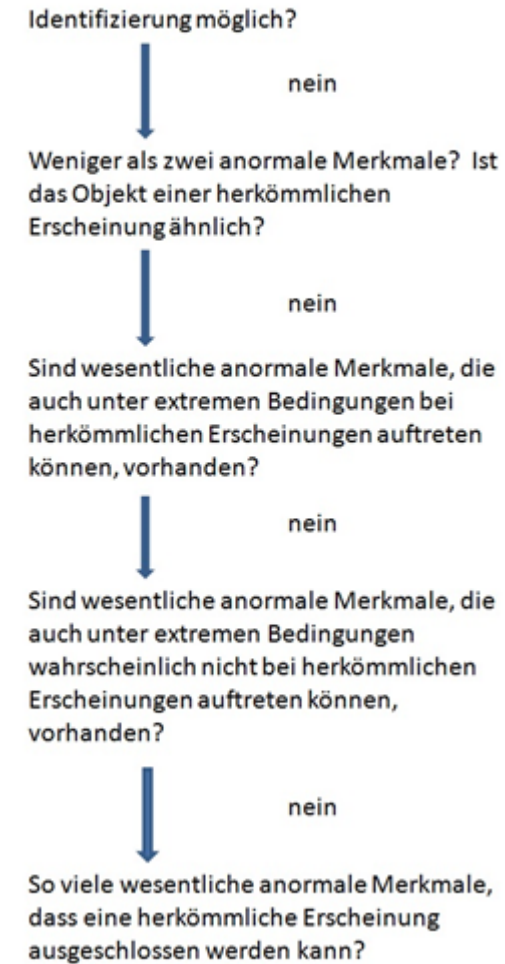 Identifizierung möglich?
nein
Weniger als zwei anormale Merkmale? Ist
das Objekt einer herkömmlichen
Erscheinung ähnlich?
nein
Sind wesentliche anormale Merkmale, die
auch unter extremen Bedingungen bei
herkömmlichen Erscheinungen auftreten
können, vorhanden?
nein
Sind wesentliche anormale Merkmale, die
auch unter extremen Bedingungen
wahrscheinlich nicht bei herkömmlichen
Erscheinungen auftreten können,
vorhanden?
nein
So viele wesentliche anormale Merkmale,
dass eine herkömmliche Erscheinung
ausgeschlossen werden kann?